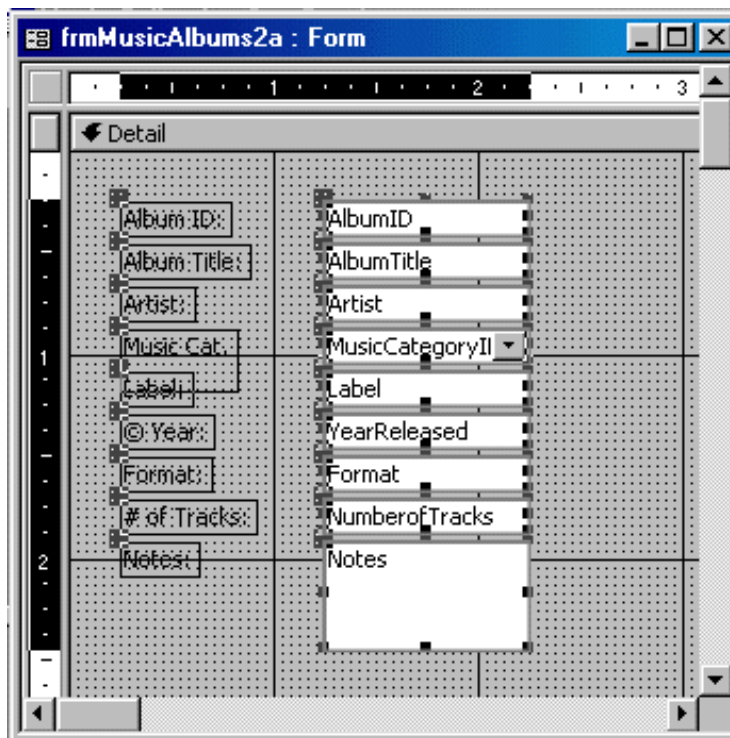 frmMusicAlbums2a : Form
1 2 3
Detail
Album ID: AlbumID
Album Title: AlbumTitle
Artist: Artist
Music Cat. MusicCategoryI
1
Label: Label
© Year: YearReleased
Format: Format
# of Tracks: NumberofTracks
2
Notes: Notes